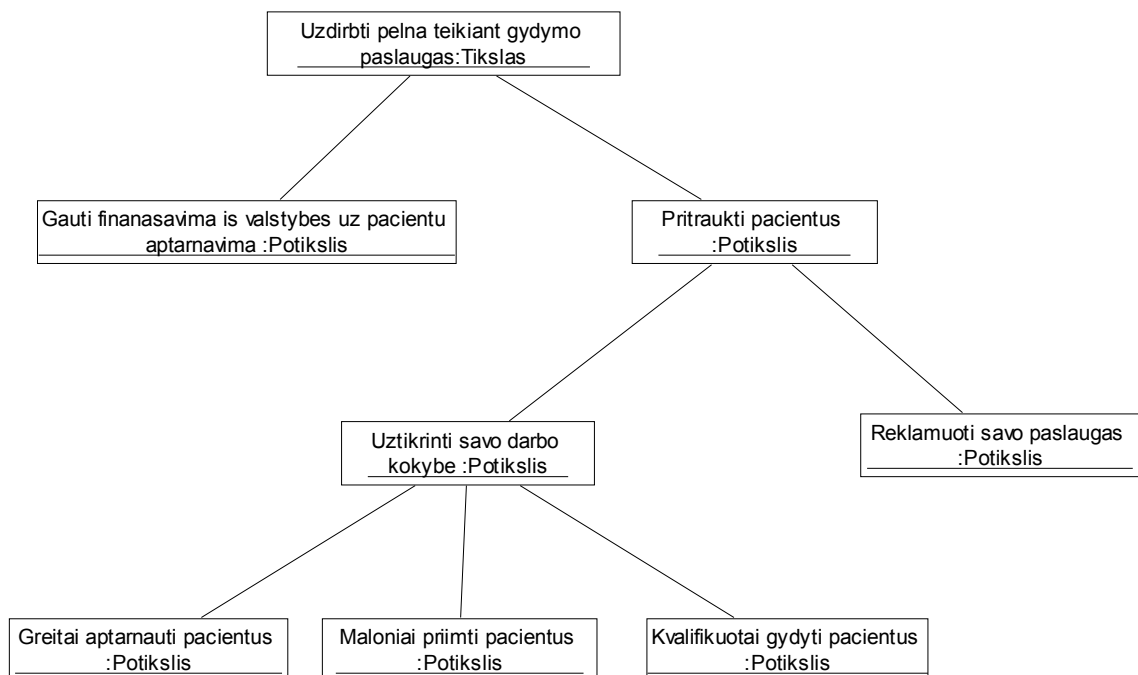 Uzdirbti pelna teikiant gydymo
paslaugas:Tikslas
Gauti finanasavima is valstybes uz pacientu
aptarnavima :Potikslis
Pritraukti pacientus
:Potikslis
Uztikrinti savo darbo
kokybe :Potikslis
Reklamuoti savo paslaugas
:Potikslis
Greitai aptarnauti pacientus
:Potikslis
Maloniai priimti pacientus
:Potikslis
Kvalifikuotai gydyti pacientus
:Potikslis